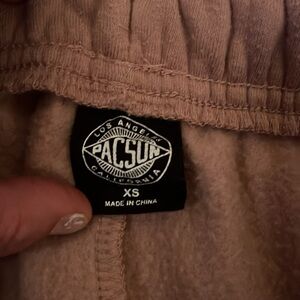 LOS ANGELES
PACSUN
CALIFORNIA
XS
MADE IN CHINA